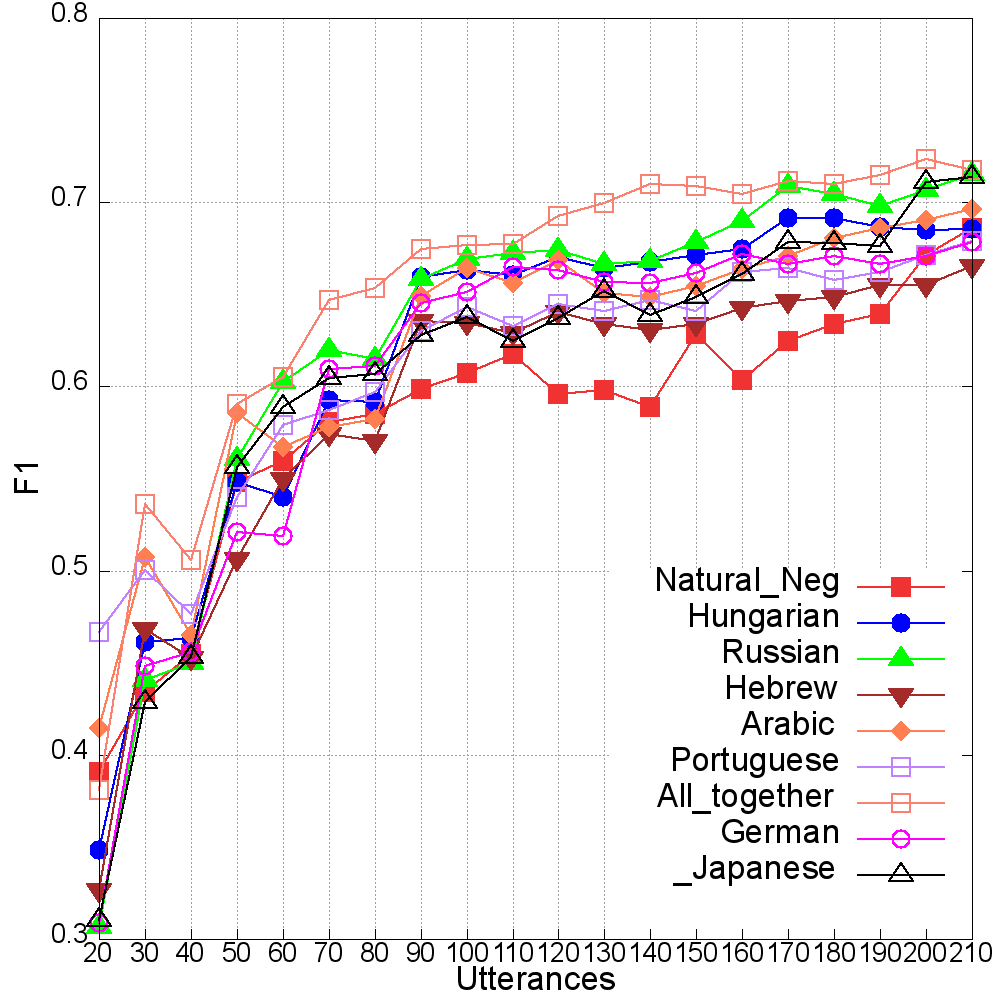 0.8
0.7
0.6
0.5
0.4
0.3
F1
Natural_Neg
Hungarian
Russian
Hebrew
Arabic
Portuguese
All_together
German
_Japanese
20 30 40 50 60 70 80 90 100 110 120 130 140 150 160 170 180 190 200 210
Utterances